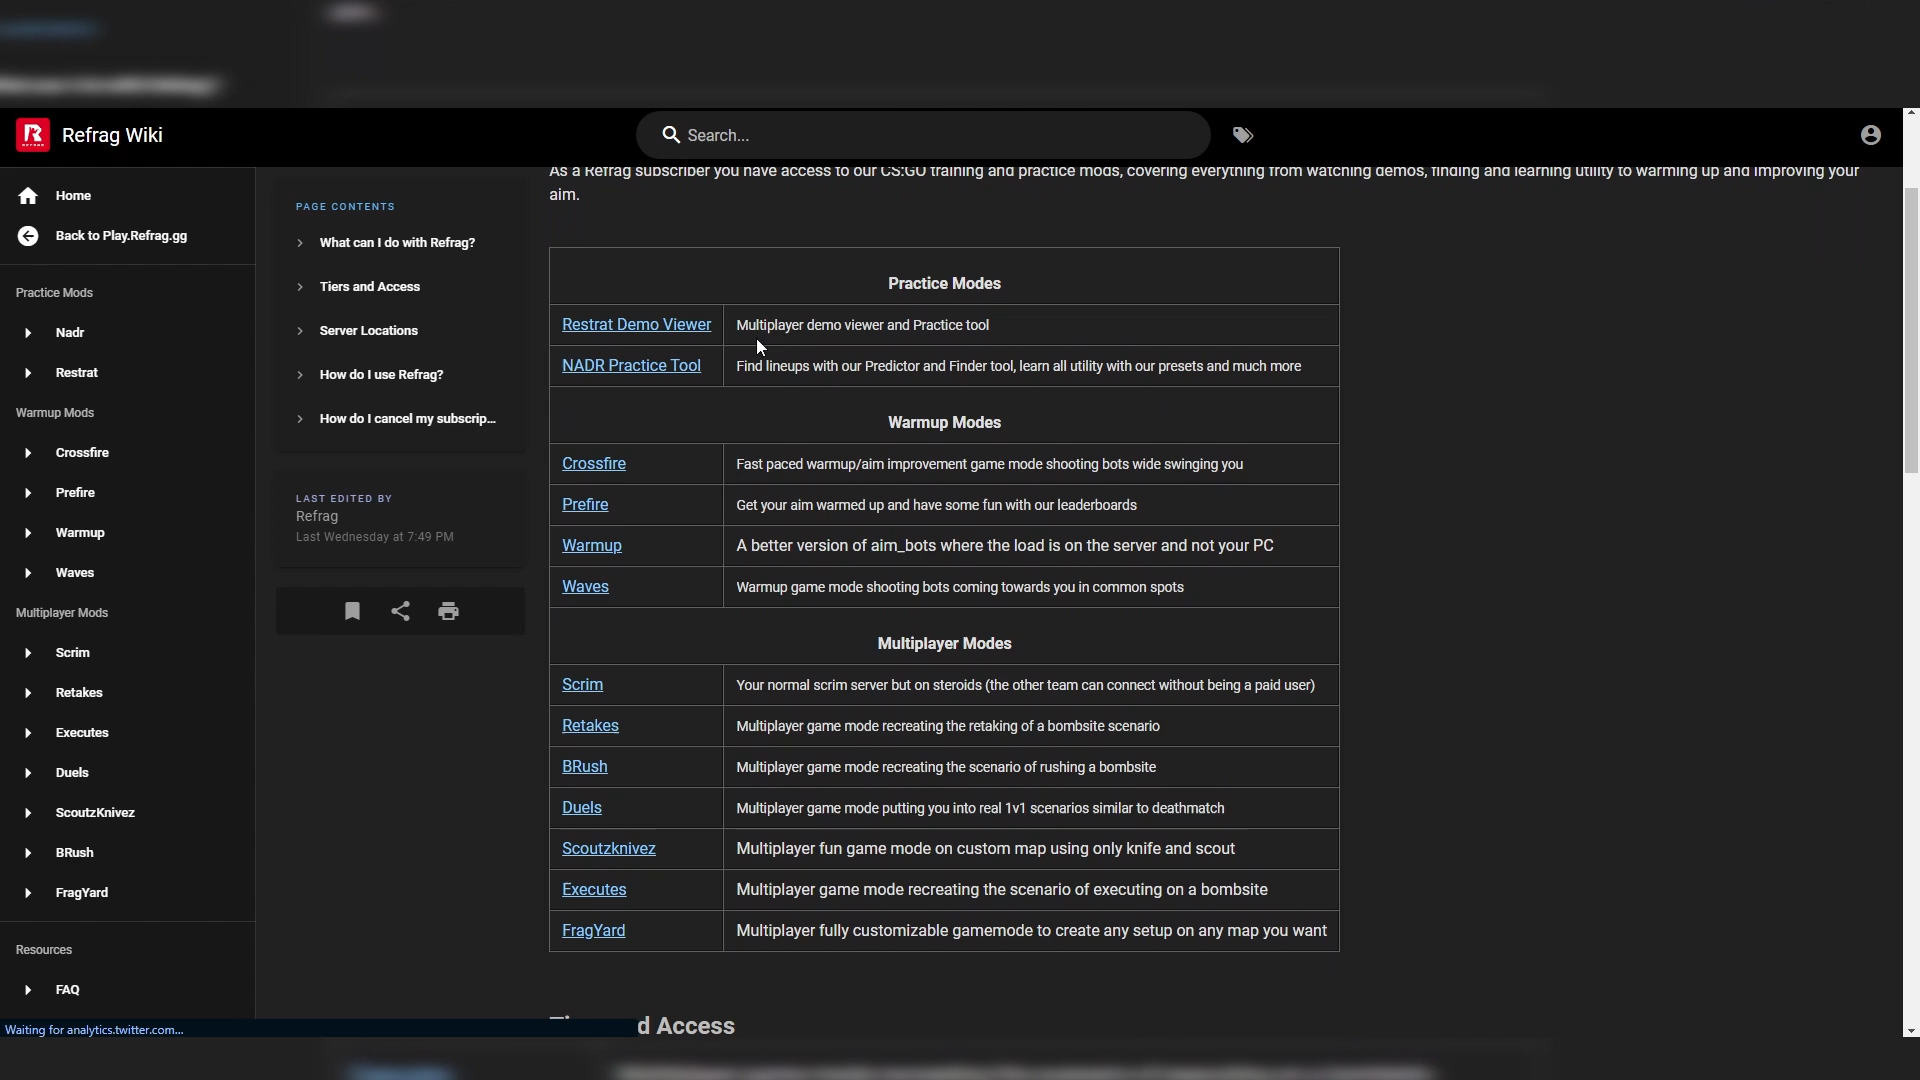 Refrag Wiki
Search...
Home
Back to Play.Refrag.gg
Practice Mods
Nadr
Restrat
Warmup Mods
Crossfire
Prefire
Warmup
Waves
Multiplayer Mods
Scrim
Retakes
Executes
Duels
ScoutzKnivez
BRush
FragYard
Resources
FAQ
Waiting for analytics.twitter.com...
PAGE CONTENTS
What can I do with Refrag?
Tiers and Access
Server Locations
How do I use Refrag?
How do I cancel my subscrip...
LAST EDITED BY
Refrag
Last Wednesday at 7:49 PM
As a Refrag subscriber you have access to our CS:GO training and practice mods, covering everything from watching demos, finding and learning utility to warming up and improving your
aim.
Practice Modes
Restrat Demo Viewer Multiplayer demo viewer and Practice tool
NADR Practice Tool Find lineups with our Predictor and Finder tool, learn all utility with our presets and much more
Warmup Modes
Crossfire Fast paced warmup/aim improvement game mode shooting bots wide swinging you
Prefire Get your aim warmed up and have some fun with our leaderboards
Warmup A better version of aim_bots where the load is on the server and not your PC
Waves Warmup game mode shooting bots coming towards you in common spots
Multiplayer Modes
Scrim Your normal scrim server but on steroids (the other team can connect without being a paid user)
Retakes Multiplayer game mode recreating the retaking of a bombsite scenario
BRush Multiplayer game mode recreating the scenario of rushing a bombsite
Duels Multiplayer game mode putting you into real 1v1 scenarios similar to deathmatch
Scoutzknivez Multiplayer fun game mode on custom map using only knife and scout
Executes Multiplayer game mode recreating the scenario of executing on a bombsite
FragYard Multiplayer fully customizable gamemode to create any setup on any map you want
d Access